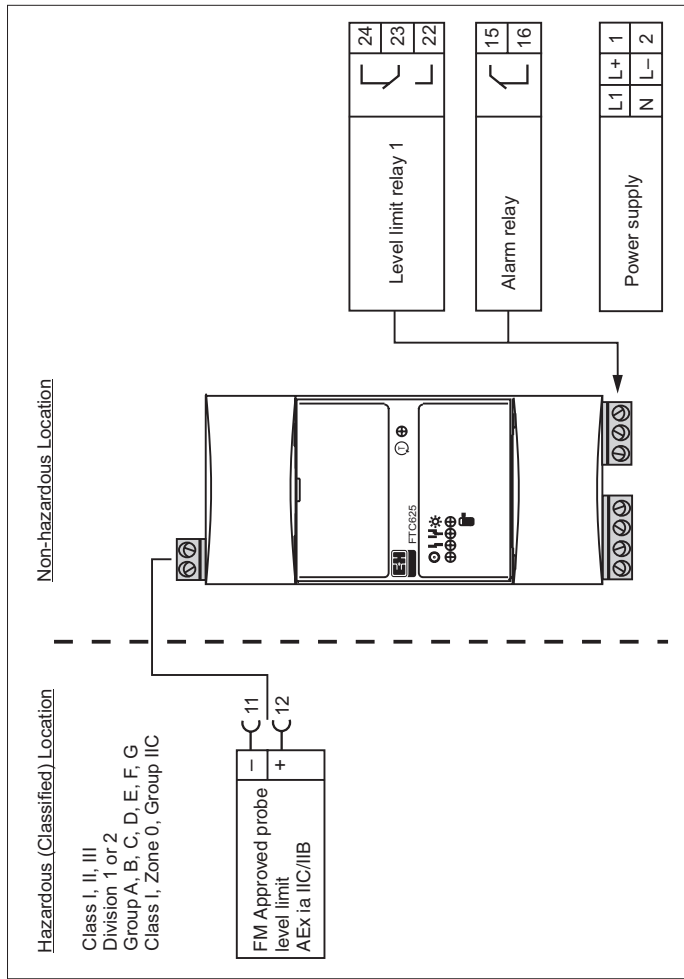 Hazardous (Classified) Location
Class I, II, III
Division 1 or 2
Group A, B, C, D, E, F, G
Class I, Zone 0, Group IIC
FM Approved probe
level limit
AEx ia IIC/IIB
–
+
11
12
Non-hazardous Location
EH
FTC625
T
Level limit relay 1
24
23
22
Alarm relay
15
16
Power supply
L1 L+ 1
N L– 2